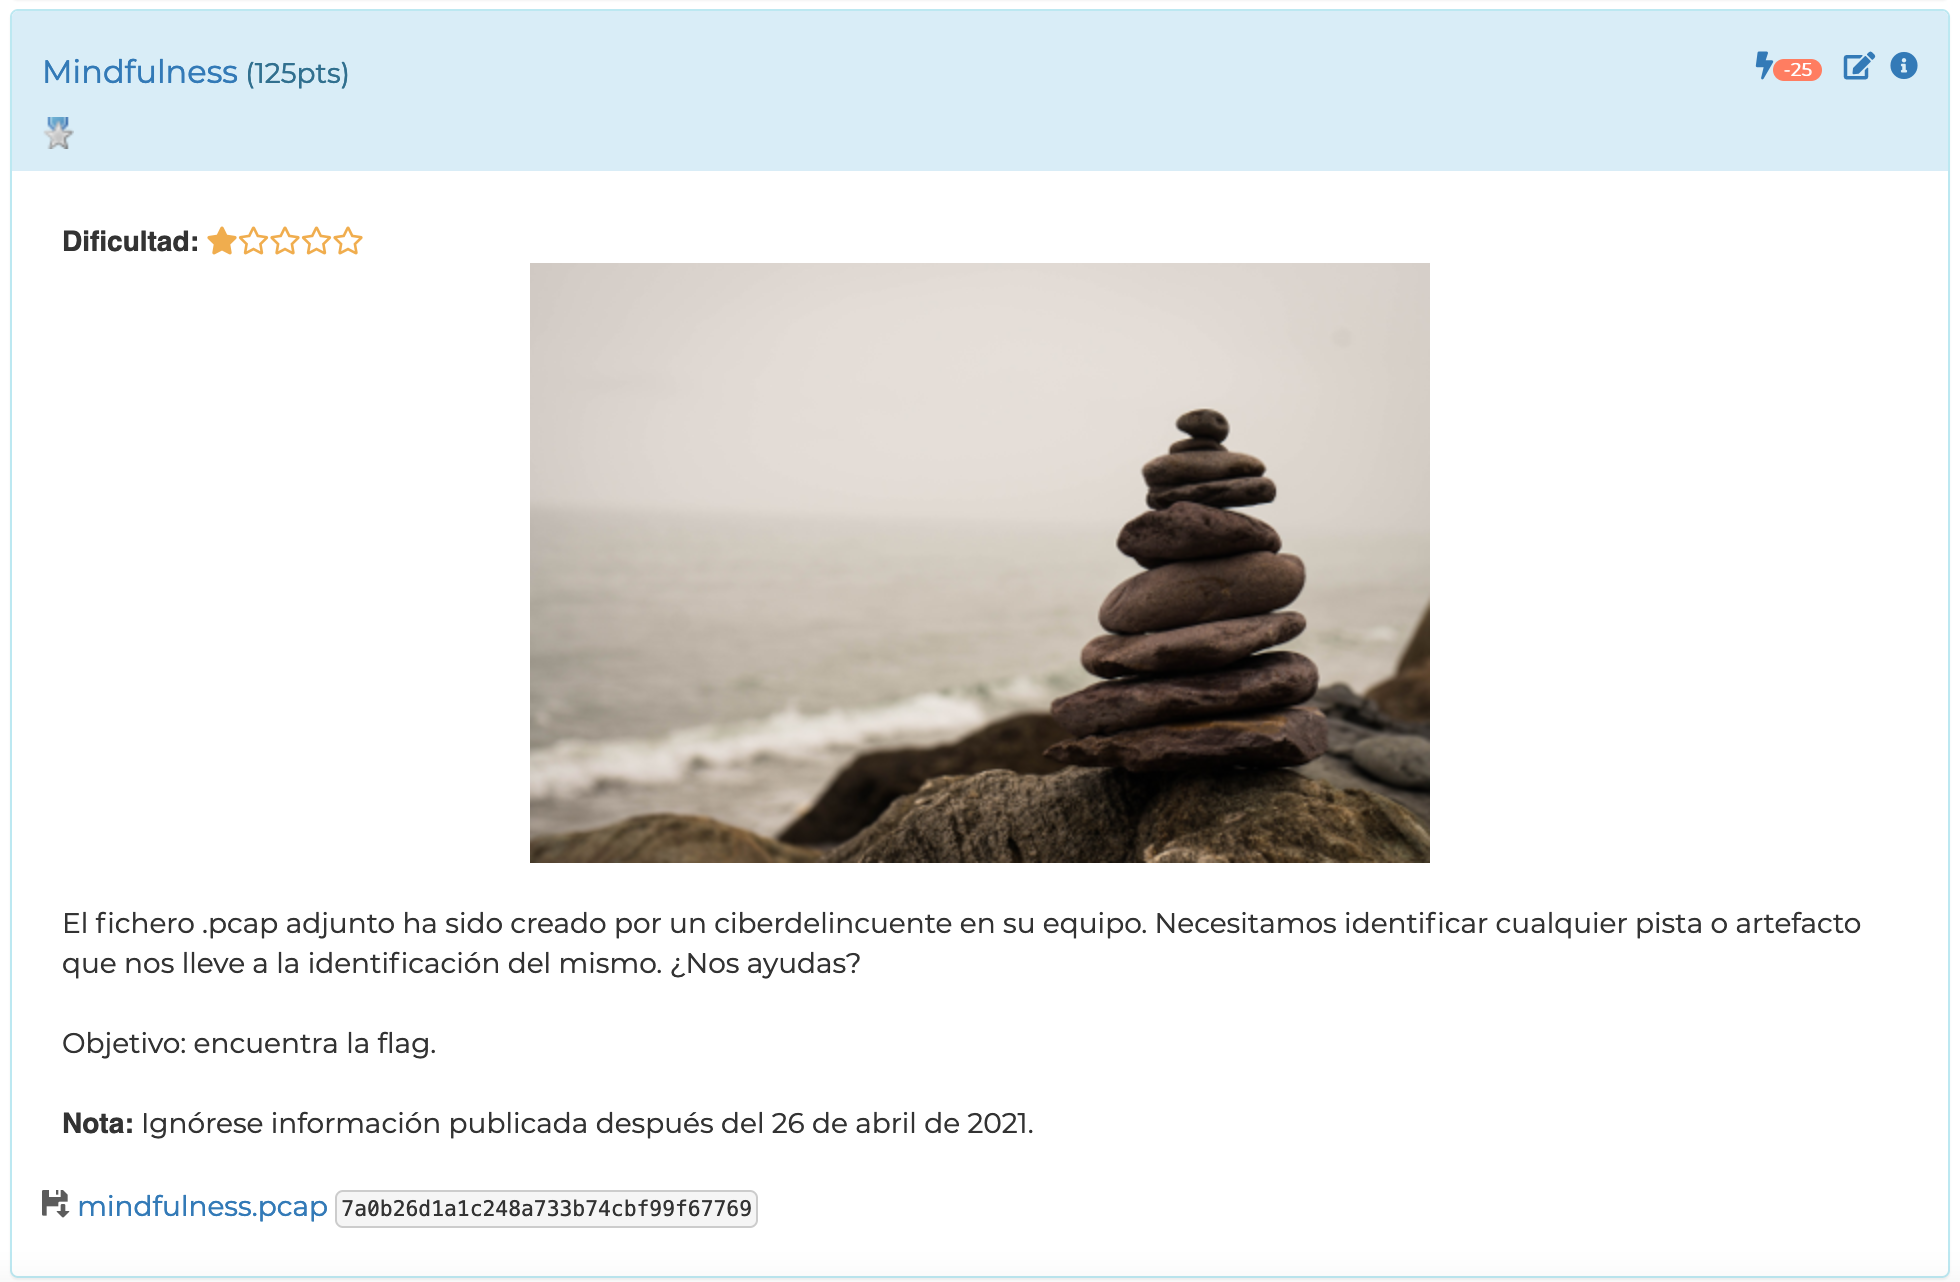 Mindfulness (125pts)
-25
Dificultad:
El fichero .pcap adjunto ha sido creado por un ciberdelincuente en su equipo. Necesitamos identificar cualquier pista o artefacto
que nos lleve a la identificación del mismo. ¿Nos ayudas?
Objetivo: encuentra la flag.
Nota: Ignórese información publicada después del 26 de abril de 2021.
mindfulness.pcap 7a0b26d1a1c248a733b74cbf99f67769